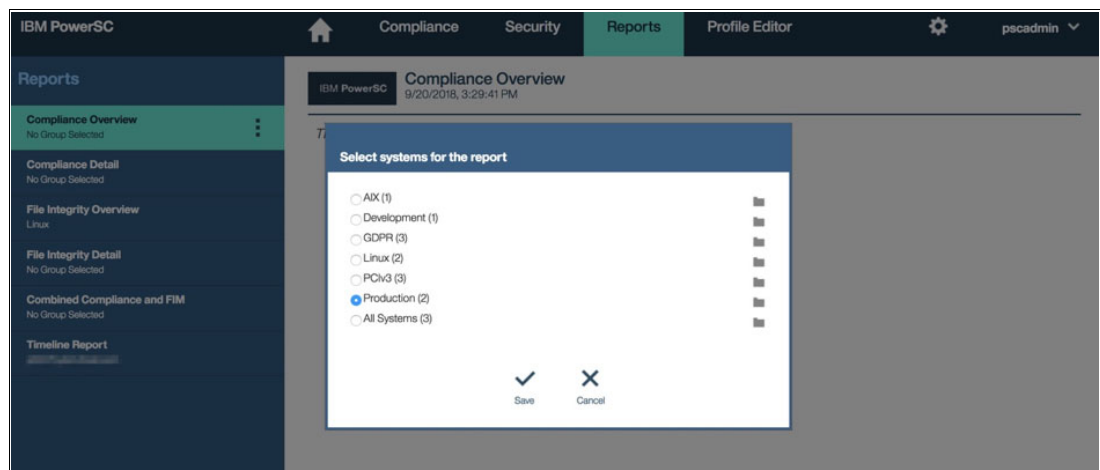 IBM PowerSC
Compliance
Security
Reports
Profile Editor
pscadmin
Reports
Compliance Overview
No Group Selected
Compliance Detail
No Group Selected
File Integrity Overview
Linux
File Integrity Detail
No Group Selected
Combined Compliance and FIM
No Group Selected
Timeline Report
IBM PowerSC
Compliance Overview
9/20/2018, 3:29:41 PM
Select systems for the report
AIX (1)
Development (1)
GDPR (3)
Linux (2)
PCIv3 (3)
Production (2)
All Systems (3)
Save
Cancel